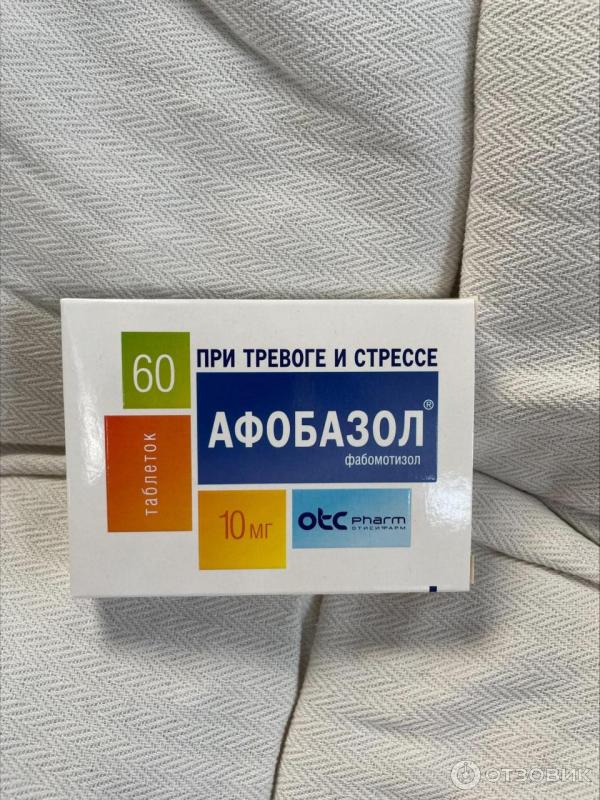 60
таблеток
ПРИ ТРЕВОГЕ И СТРЕССЕ
АФОБАЗОЛ®
фабомотизол
10 мг
otc pharm
ОТИСИФАРМ
ОТЗОВИК